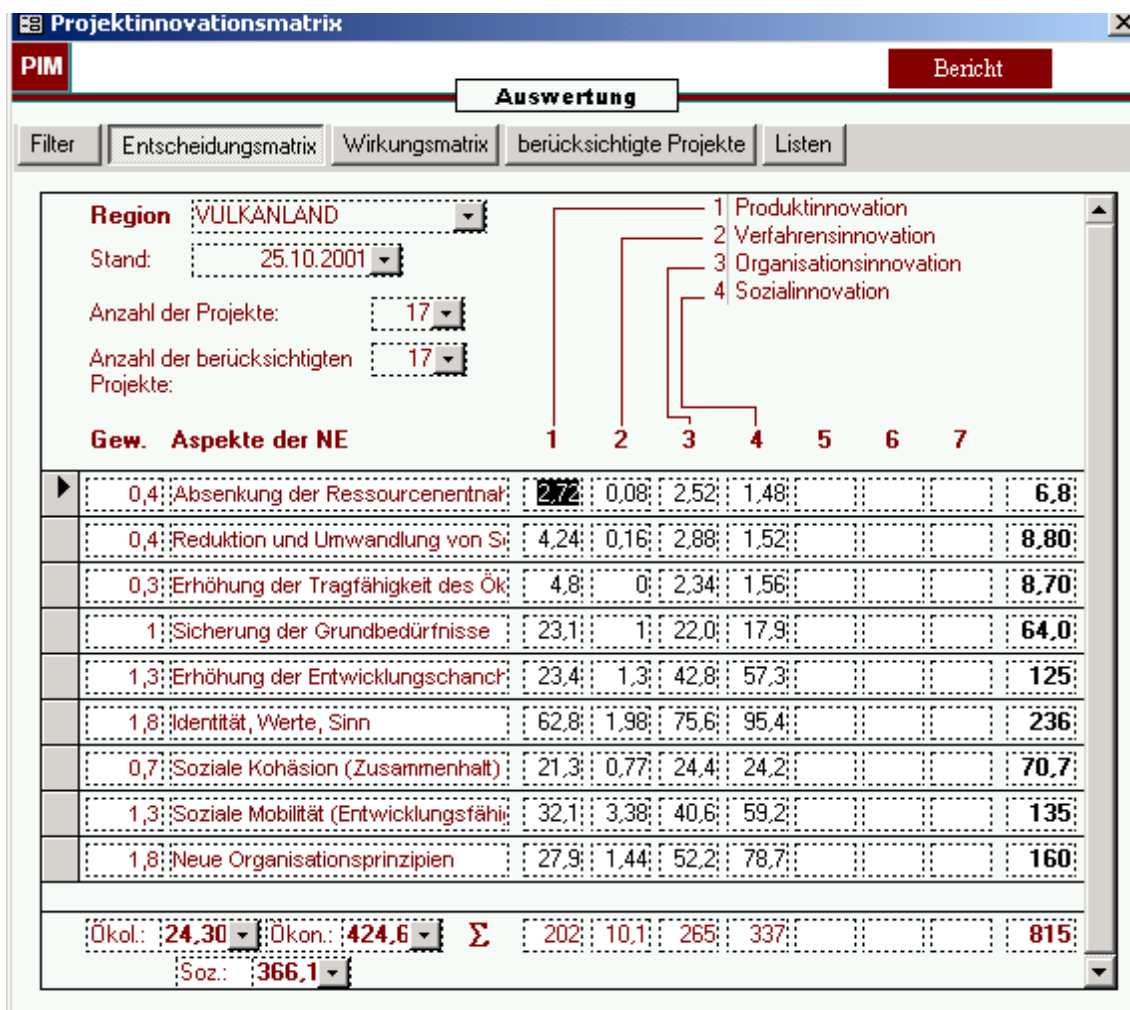 Projektinnovationsmatrix
PIM
Bericht
Auswertung
Filter Entscheidungsmatrix Wirkungsmatrix berücksichtigte Projekte Listen
Region VULKANLAND
Stand: 25.10.2001
Anzahl der Projekte: 17
Anzahl der berücksichtigten Projekte: 17
1 Produktinnovation
2 Verfahrensinnovation
3 Organisationsinnovation
4 Sozialinnovation
Gew. Aspekte der NE 1 2 3 4 5 6 7
0,4 Absenkung der Ressourcenentnah 2,72 0,08 2,52 1,48 6,8
0,4 Reduktion und Umwandlung von S 4,24 0,16 2,88 1,52 8,80
0,3 Erhöhung der Tragfähigkeit des Ök 4,8 0 2,34 1,56 8,70
1 Sicherung der Grundbedürfnisse 23,1 1 22,0 17,9 64,0
1,3 Erhöhung der Entwicklungschanch 23,4 1,3 42,8 57,3 125
1,8 Identität, Werte, Sinn 62,8 1,98 75,6 95,4 236
0,7 Soziale Kohäsion (Zusammenhalt) 21,3 0,77 24,4 24,2 70,7
1,3 Soziale Mobilität (Entwicklungsfähi 32,1 3,38 40,6 59,2 135
1,8 Neue Organisationsprinzipien 27,9 1,44 52,2 78,7 160
Ökol.: 24,30 Ökon.: 424,6 Σ 202 10,1 265 337 815
Soz.: 366,1